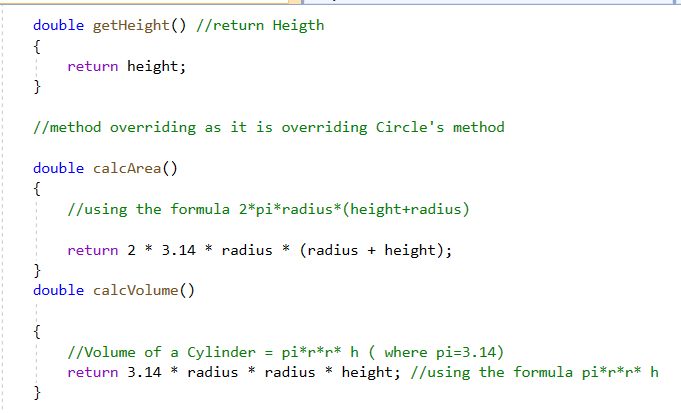 double getHeight() //return Heigth
{
return height;
}
//method overriding as it is overriding Circle's method
double calcArea()
{
//using the formula 2*pi*radius*(height+radius)
return 2 * 3.14 * radius * (radius + height);
}
double calcVolume()
{
//Volume of a Cylinder = pi*r*r* h ( where pi=3.14)
return 3.14 * radius * radius * height; //using the formula pi*r*r* h
}